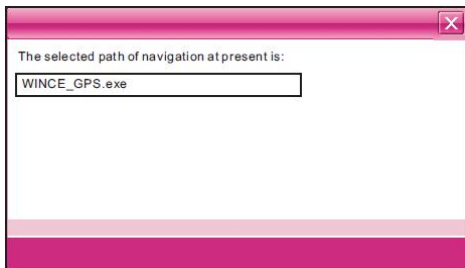 The selected path of navigation at present is:
WINCE_GPS.exe